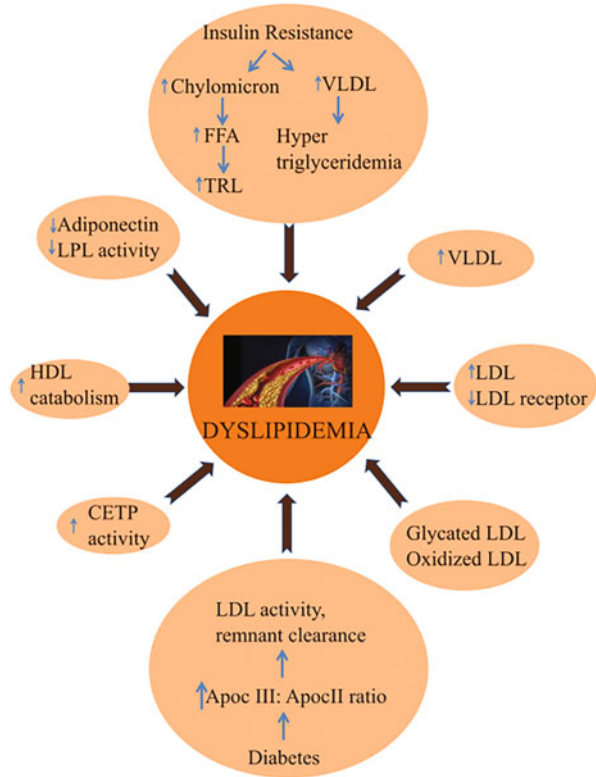 Insulin Resistance
↑Chylomicron ↑VLDL
↑FFA Hyper
triglyceridemia
↑TRL
↓Adiponectin
↓LPL activity
↑VLDL
HDL
↑ catabolism
↑LDL
↓LDL receptor
DYSLIPIDEMIA
CETP
↑ activity
Glycated LDL
Oxidized LDL
LDL activity,
remnant clearance
↑Apoc III: ApocII ratio
Diabetes